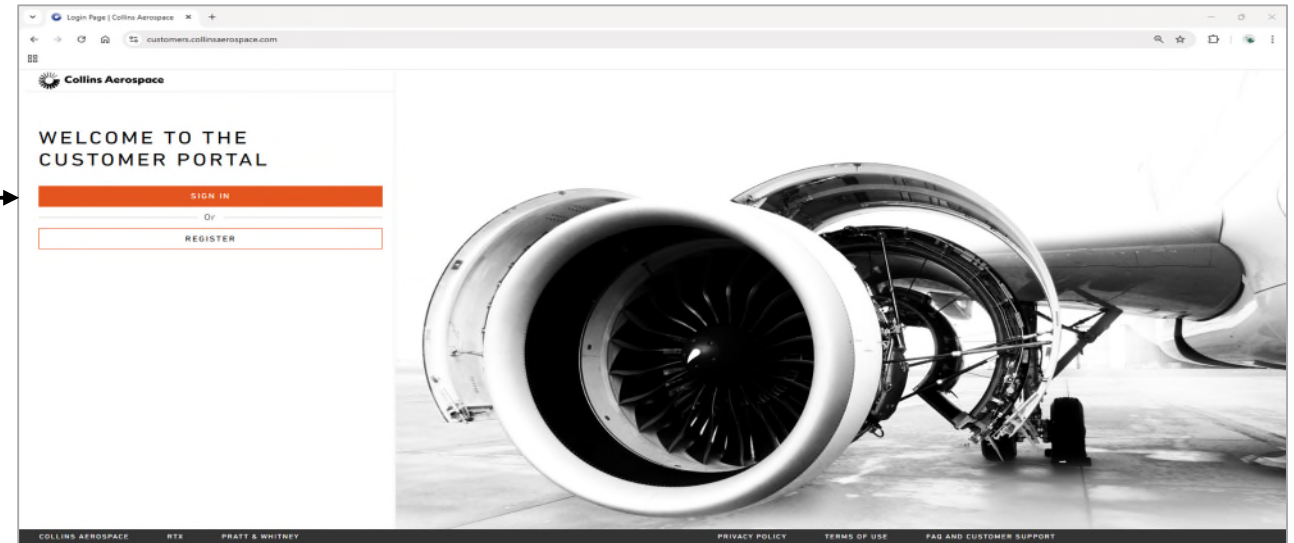 Login Page | Collins Aerospace
customers.collinsaerospace.com
Collins Aerospace
WELCOME TO THE
CUSTOMER PORTAL
SIGN IN
Or
REGISTER
COLLINS AEROSPACE RTX PRATT & WHITNEY PRIVACY POLICY TERMS OF USE FAQ AND CUSTOMER SUPPORT